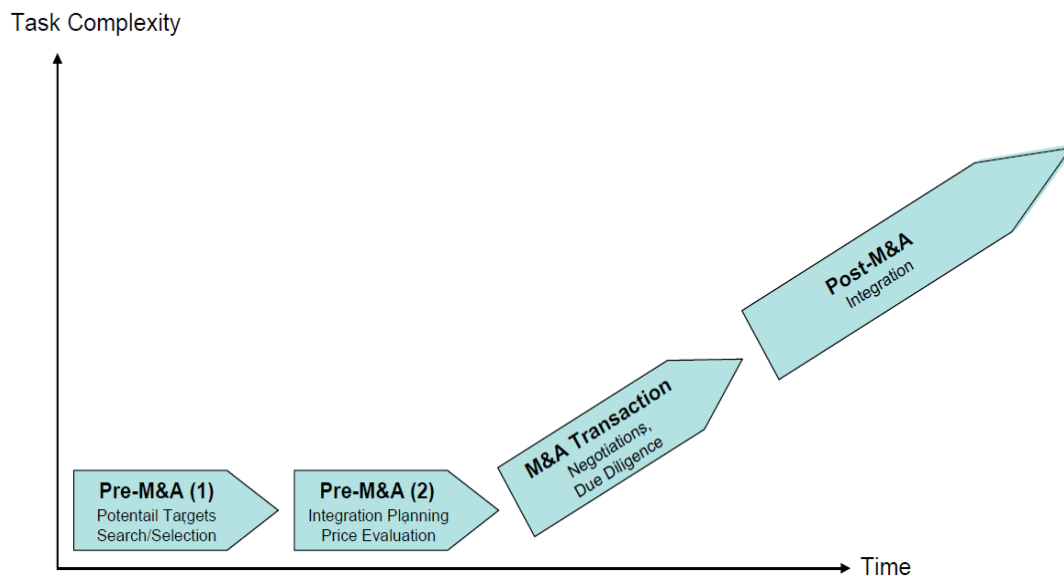 Task Complexity
Post-M&A
Integration
M&A Transaction
Negotiations,
Due Diligence
Pre-M&A (1)
Potentail Targets
Search/Selection
Pre-M&A (2)
Integration Planning
Price Evaluation
Time